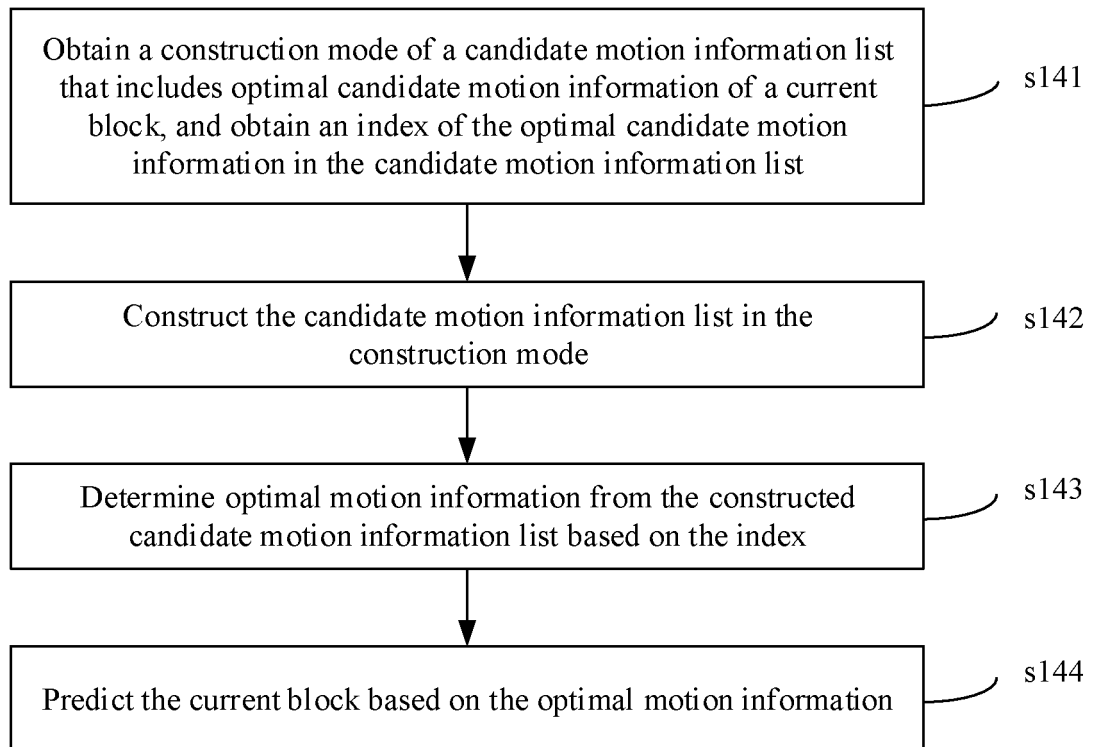 Obtain a construction mode of a candidate motion information list
that includes optimal candidate motion information of a current
block, and obtain an index of the optimal candidate motion
information in the candidate motion information list
s141
Construct the candidate motion information list in the
construction mode
s142
Determine optimal motion information from the constructed
candidate motion information list based on the index
s143
Predict the current block based on the optimal motion information
s144